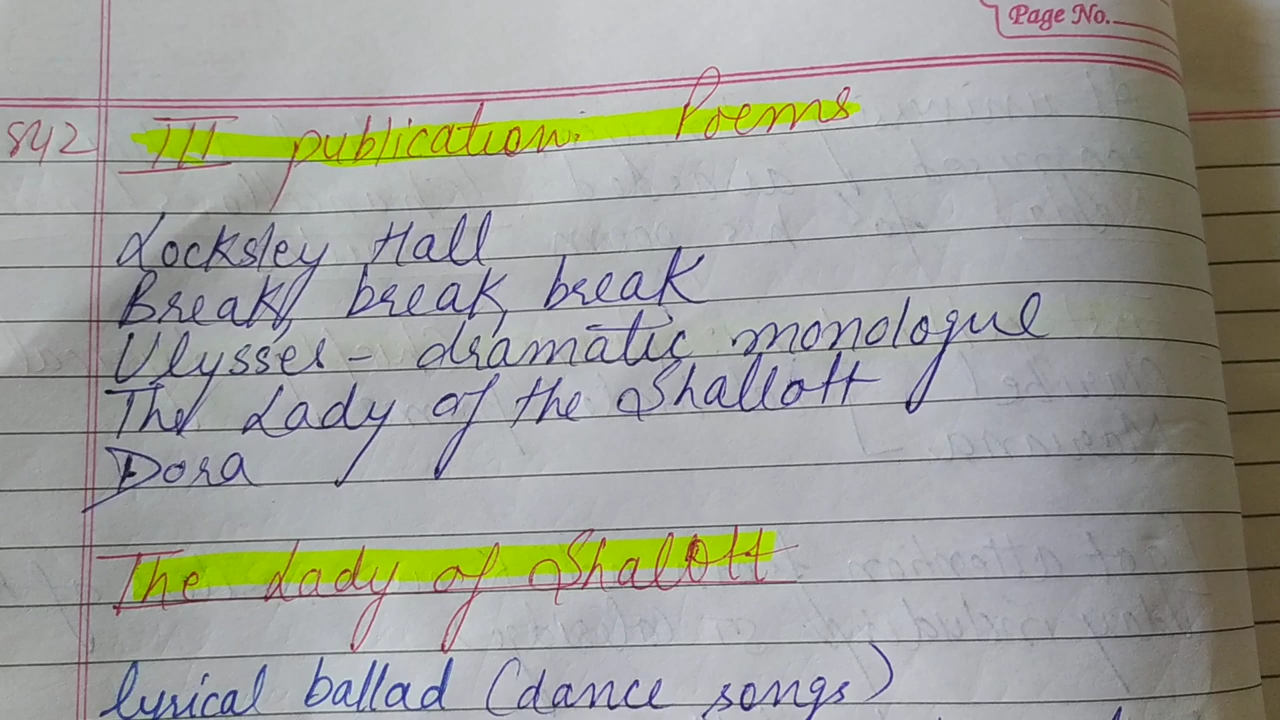 Page No.
842 III publication: Poems
Locksley Hall
Break, break, break
Ulysses - dramatic monologue
The Lady of the Shallott
Dora
The Lady of Shalott
lyrical ballad (dance songs)